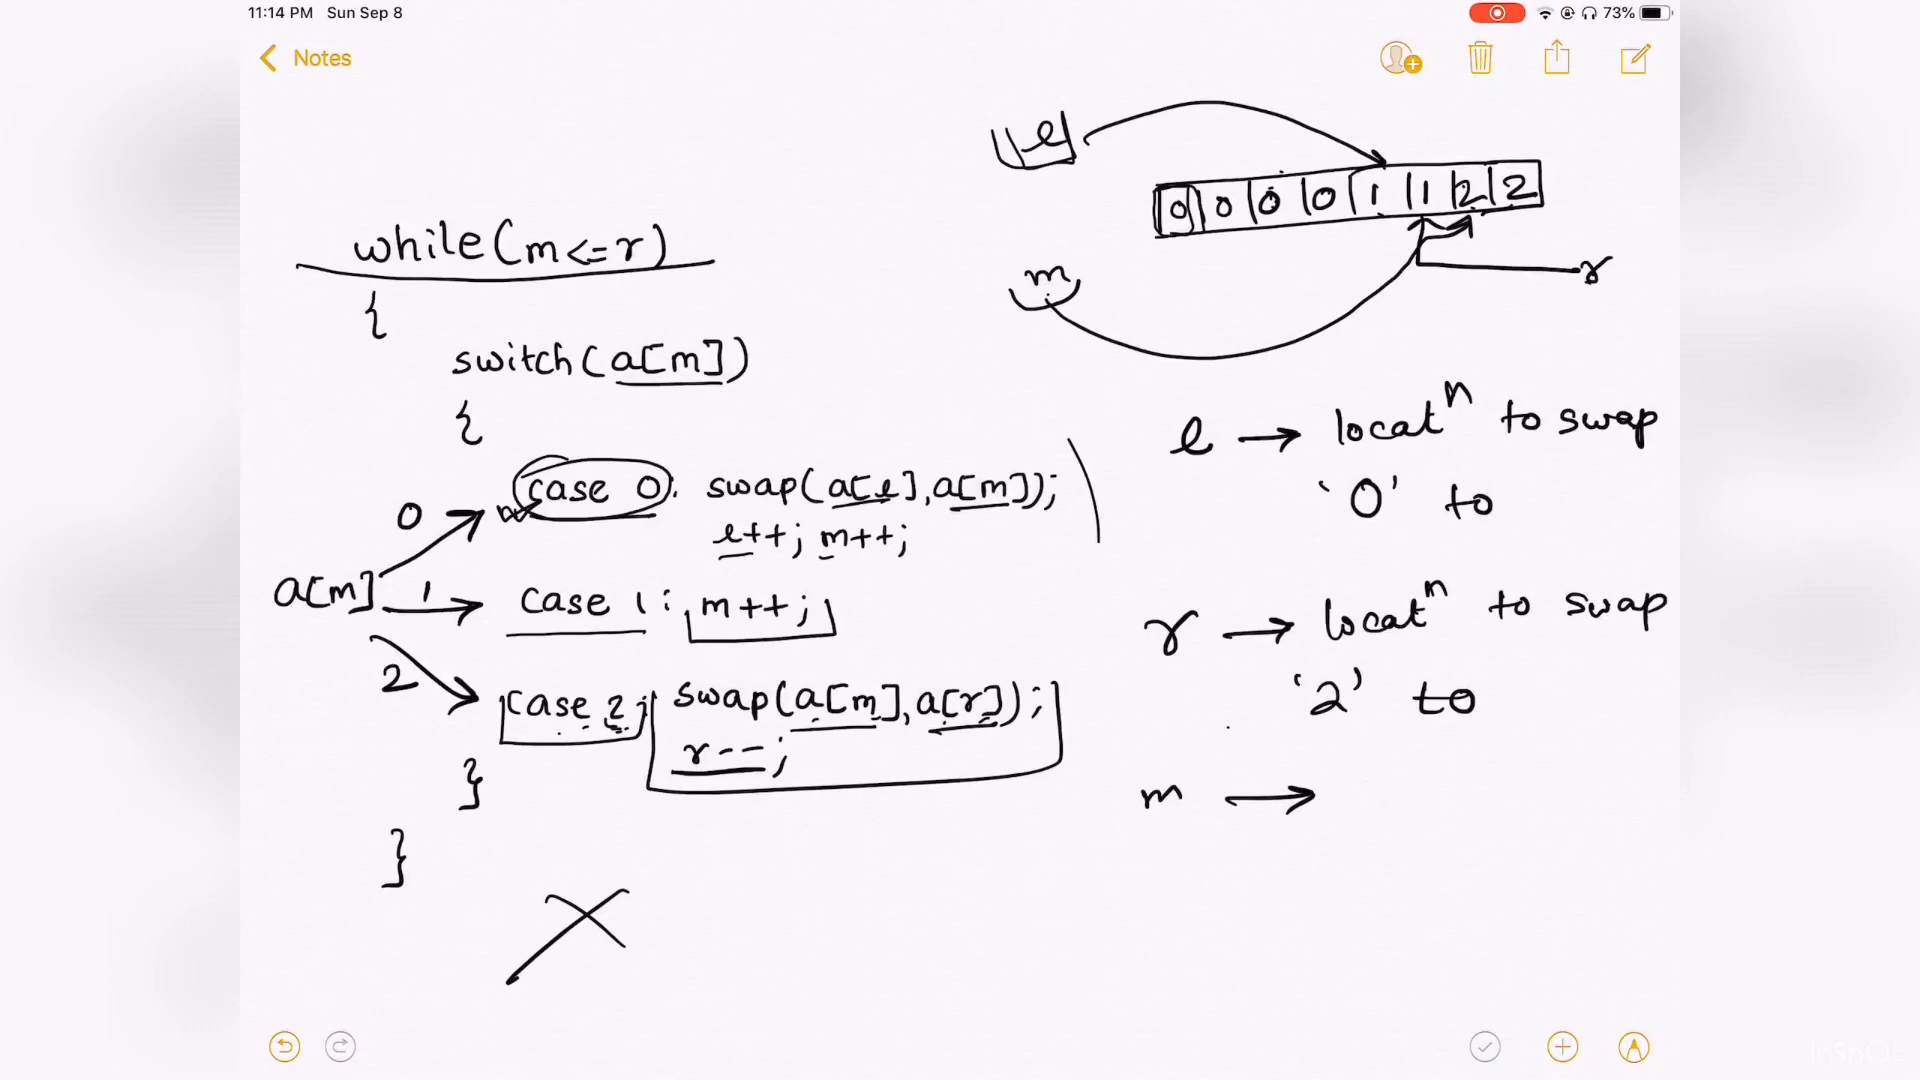 11:14 PM Sun Sep 8
73%
Notes
l
0 0 0 0 1 1 2 2
while(m<=r)
m
r
{
switch(a[m])
{
l → locatⁿ to swap
'0' to
0
case 0: swap(a[l],a[m]);
l++; m++;
a[m] 1 case 1: m++;
r → locatⁿ to swap
'2' to
2
case 2: swap(a[m],a[r]);
r--;
}
m →
}
InShOt